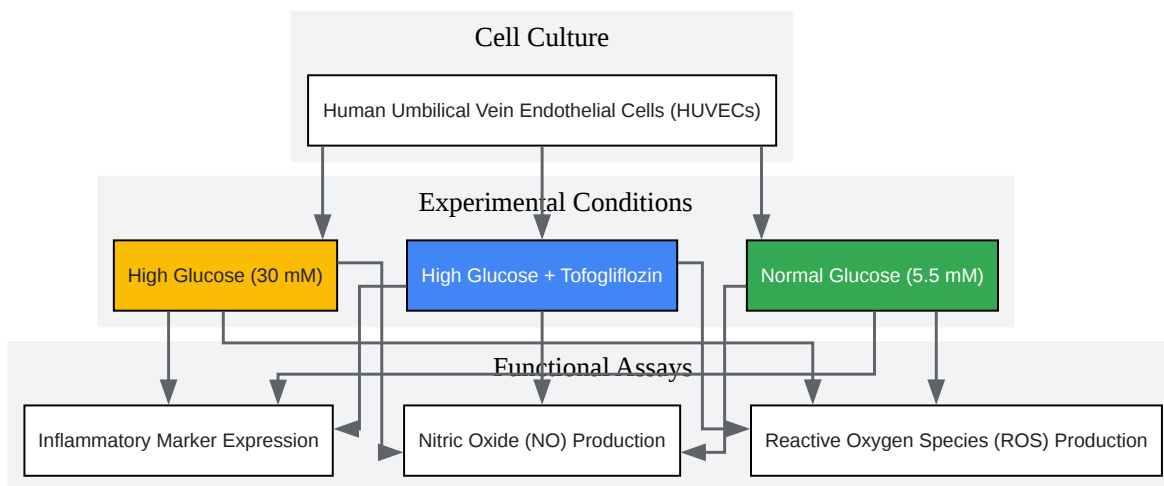 Cell Culture
Human Umbilical Vein Endothelial Cells (HUVECs)
Experimental Conditions
High Glucose (30 mM)
High Glucose + Tofogliflozin
Normal Glucose (5.5 mM)
Functional Assays
Inflammatory Marker Expression
Nitric Oxide (NO) Production
Reactive Oxygen Species (ROS) Production